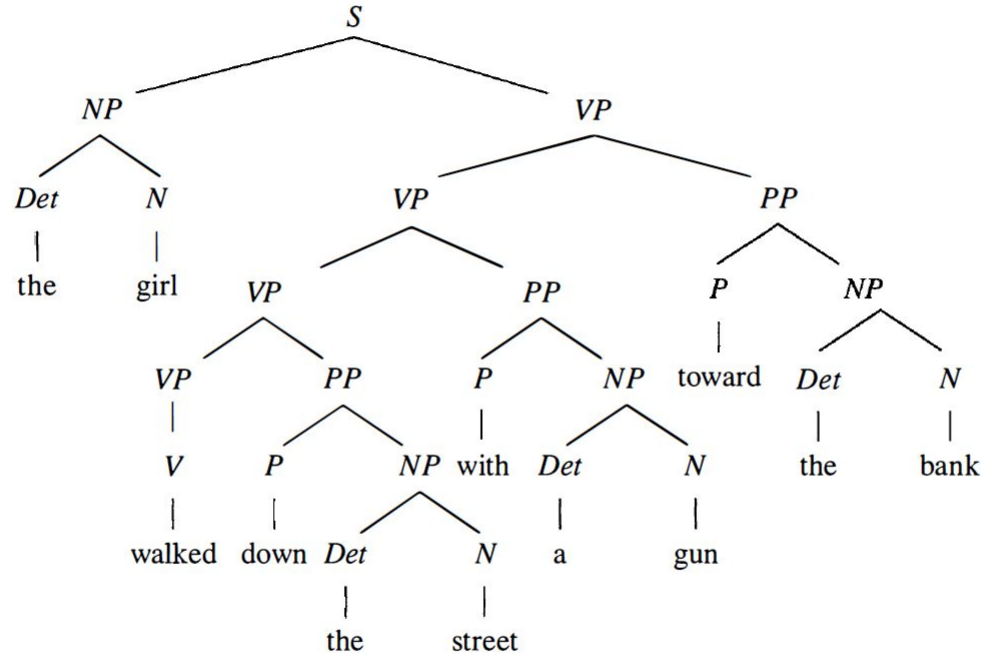 S
NP VP
Det N VP PP
the girl VP PP P NP
VP PP P NP toward Det N
V P NP with Det N the bank
walked down Det N a gun
the street